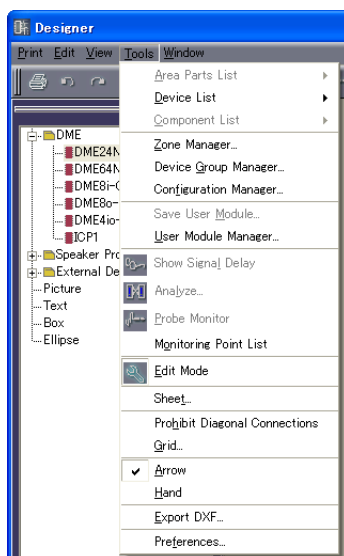 Designer
Print Edit View Tools Window
Area Parts List
Device List
Component List
Zone Manager...
Device Group Manager...
Configuration Manager...
Save User Module...
User Module Manager...
Show Signal Delay
Analyze...
Probe Monitor
Monitoring Point List
Edit Mode
Sheet...
Prohibit Diagonal Connections
Grid...
Arrow
Hand
Export DXF...
Preferences...
DME
DME24N
DME64N
DME8i-
DME8o-
DME4io-
ICP1
Speaker Pro
External De
Picture
Text
Box
Ellipse